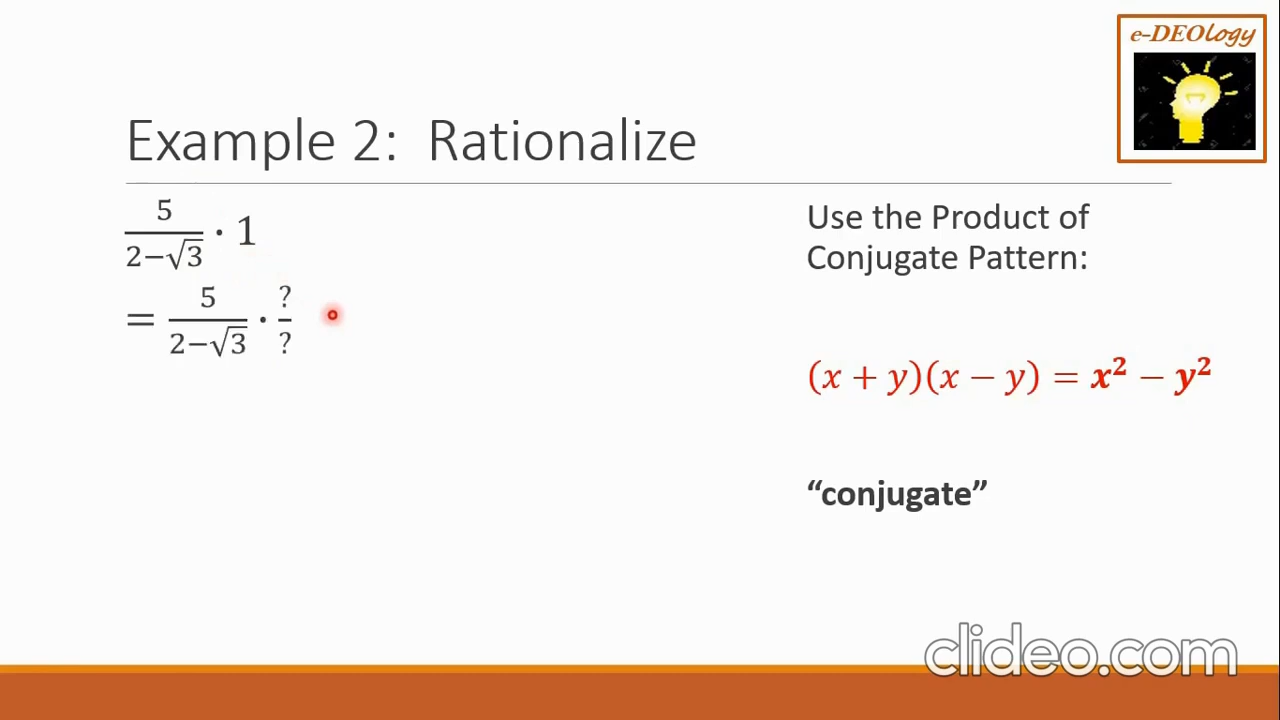 e-DEOlogy
Example 2: Rationalize
5/(2−√3) · 1
= 5/(2−√3) · ?/?
Use the Product of
Conjugate Pattern:
(x + y)(x − y) = x² − y²
“conjugate”
clideo.com